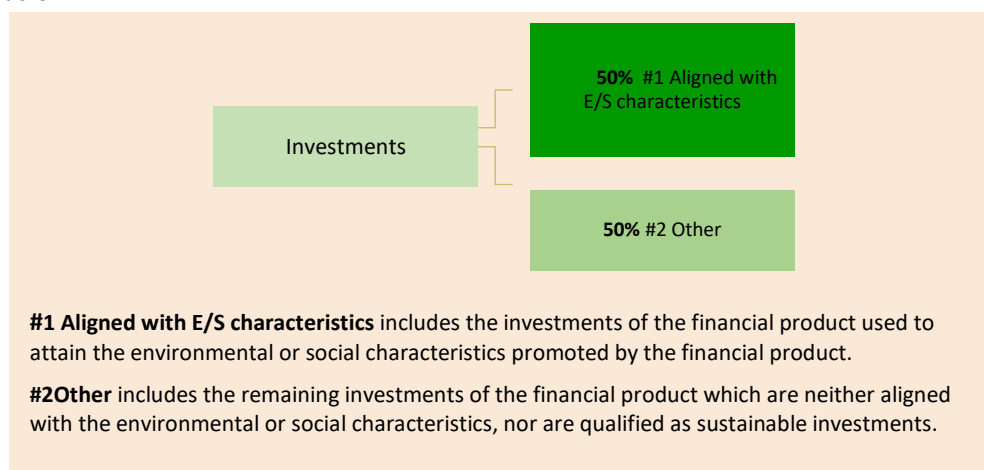 50% #1 Aligned with
E/S characteristics
Investments
50% #2 Other
#1 Aligned with E/S characteristics includes the investments of the financial product used to
attain the environmental or social characteristics promoted by the financial product.
#2Other includes the remaining investments of the financial product which are neither aligned
with the environmental or social characteristics, nor are qualified as sustainable investments.